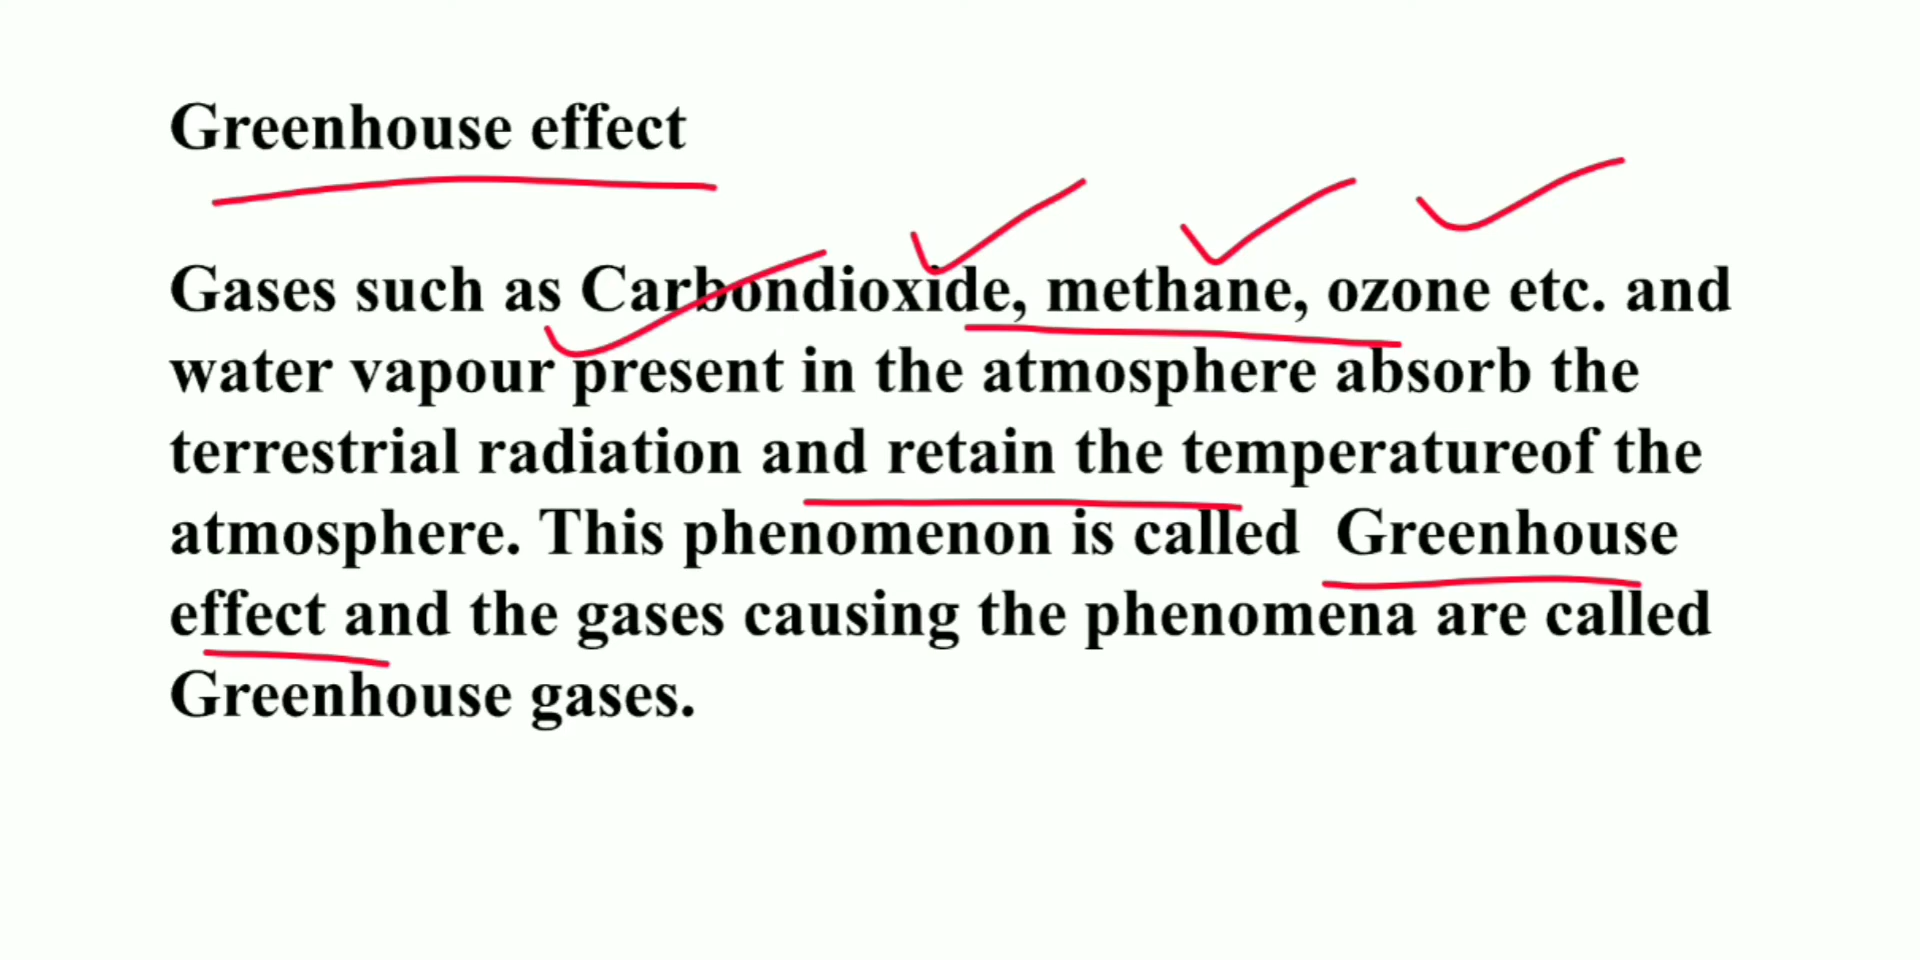 Greenhouse effect
Gases such as Carbondioxide, methane, ozone etc. and
water vapour present in the atmosphere absorb the
terrestrial radiation and retain the temperatureof the
atmosphere. This phenomenon is called  Greenhouse
effect and the gases causing the phenomena are called
Greenhouse gases.